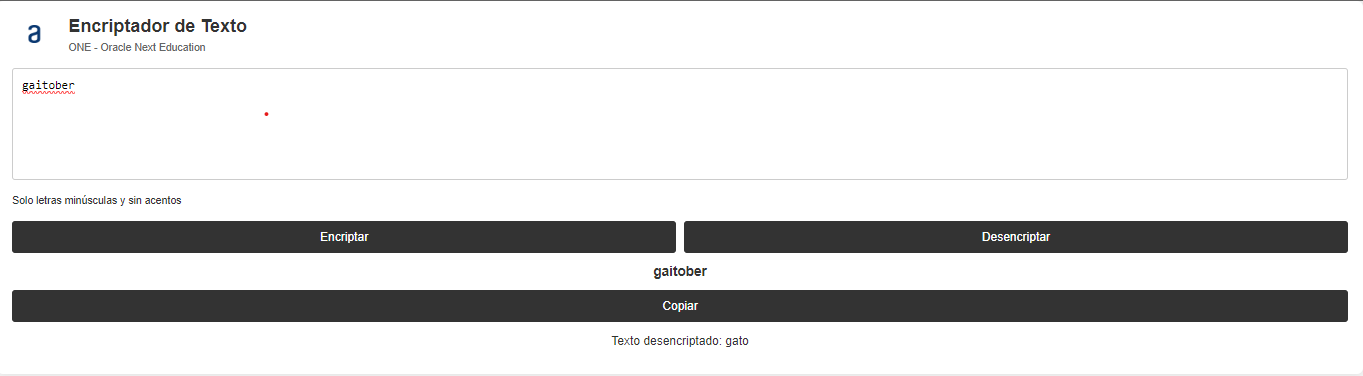 a
Encriptador de Texto
ONE - Oracle Next Education
gaitober
Solo letras minúsculas y sin acentos
Encriptar
Desencriptar
gaitober
Copiar
Texto desencriptado: gato